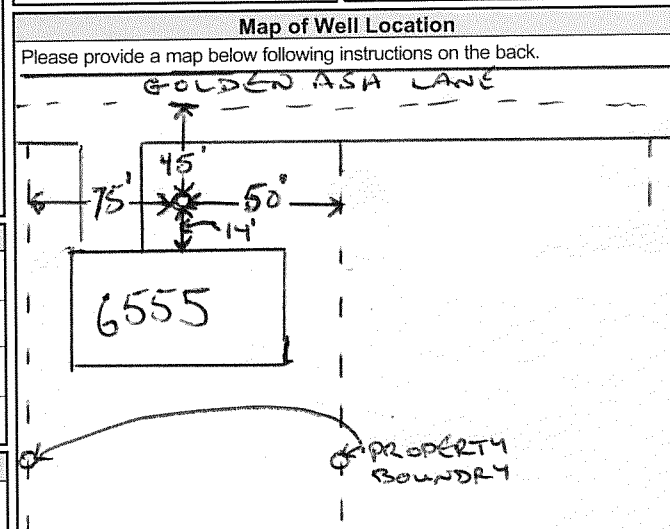 Map of Well Location
Please provide a map below following instructions on the back.
GOLDEN ASH LANE
45'
75'
50'
14'
6555
PROPERTY
BOUNDRY